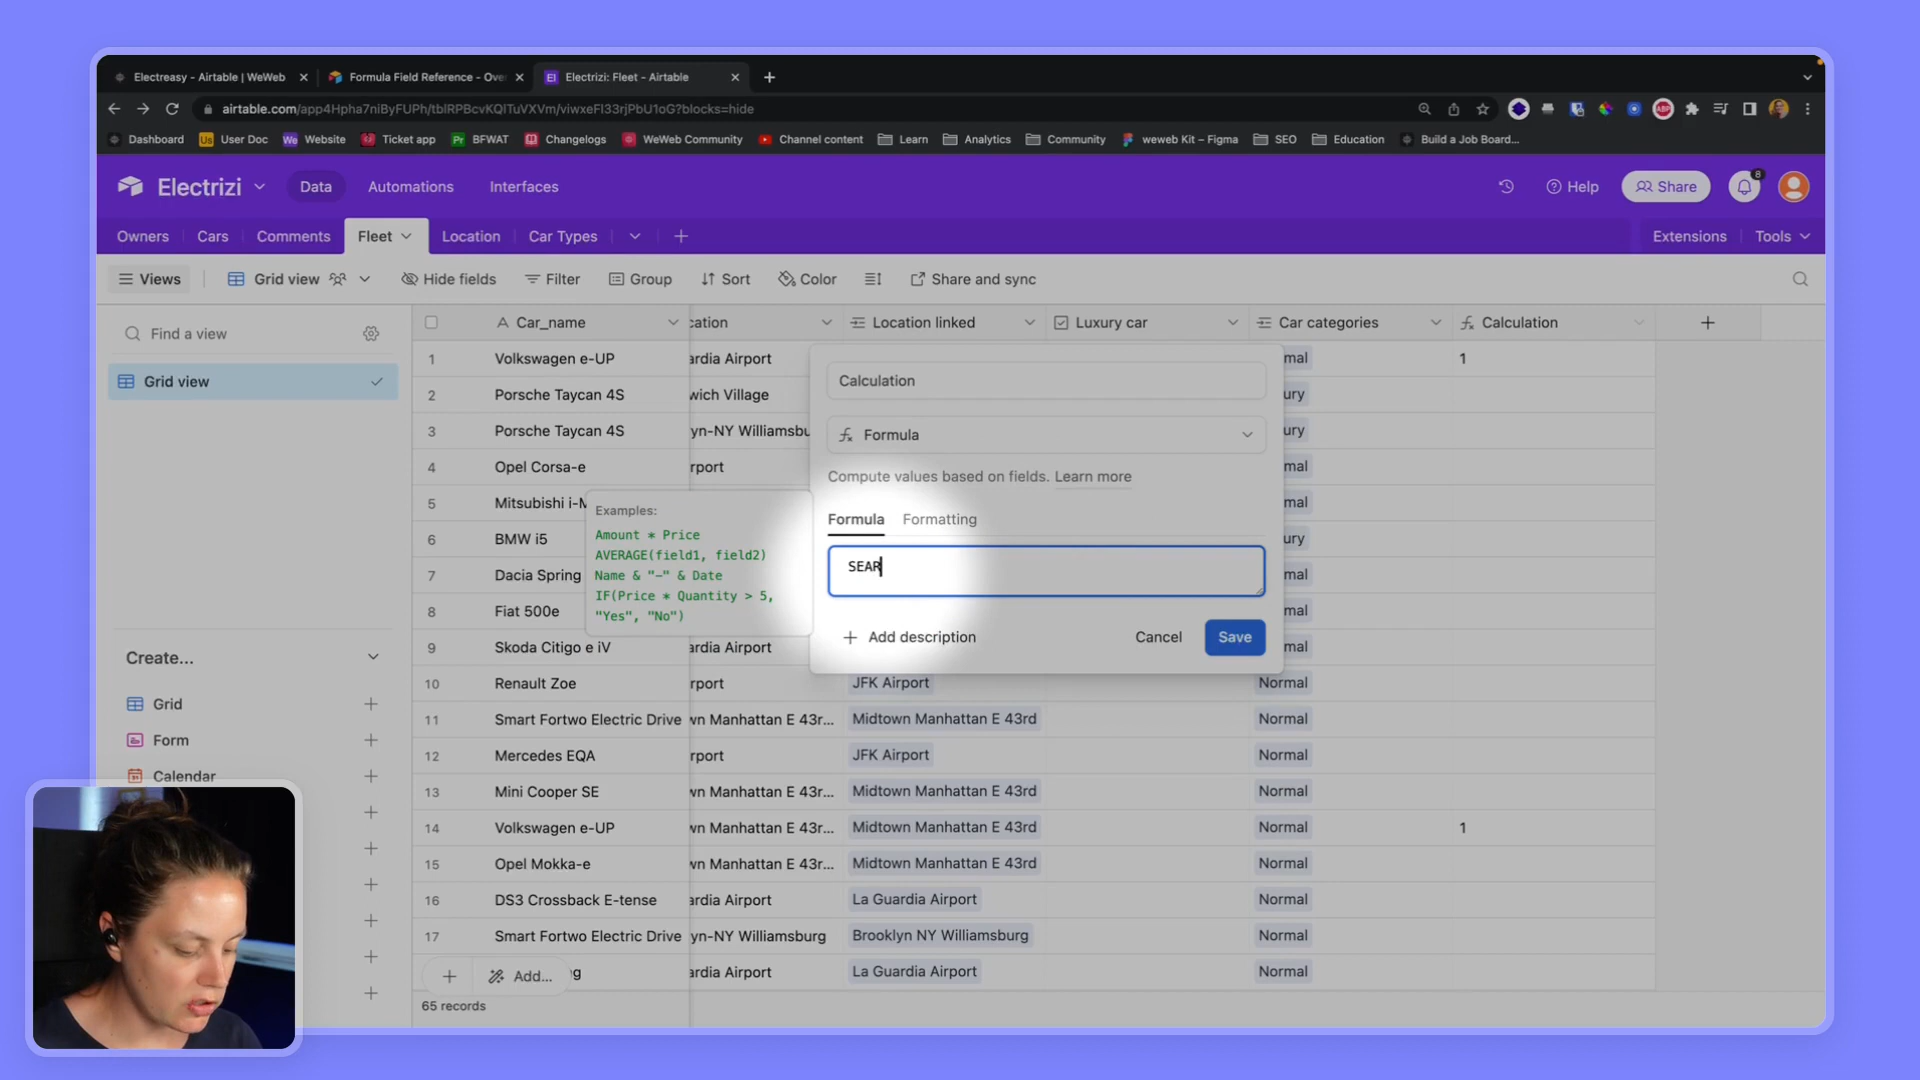 Electreasy - Airtable | WeWeb
Formula Field Reference - Ove
Electrizi: Fleet - Airtable
airtable.com/app4Hpha7niByFUPh/tblRPBcvKQITuVXVm/viwxeFl33rjPbU1oG?blocks=hide
Dashboard
User Doc
Website
Ticket app
BFWAT
Changelogs
WeWeb Community
Channel content
Learn
Analytics
Community
weweb Kit – Figma
SEO
Education
Build a Job Board...
Electrizi
Data
Automations
Interfaces
Help
Share
8
Owners
Cars
Comments
Fleet
Location
Car Types
Extensions
Tools
Views
Grid view
Hide fields
Filter
Group
Sort
Color
Share and sync
Find a view
Grid view
Create...
Grid
Form
Calendar
Car_name
cation
Location linked
Luxury car
Car categories
Calculation
1 Volkswagen e-UP ardia Airport mal 1
2 Porsche Taycan 4S wich Village ury
3 Porsche Taycan 4S yn-NY Williamsbu ury
4 Opel Corsa-e rport mal
5 Mitsubishi i-M mal
6 BMW i5 ury
7 Dacia Spring mal
8 Fiat 500e mal
9 Skoda Citigo e iV ardia Airport mal
10 Renault Zoe rport JFK Airport Normal
11 Smart Fortwo Electric Drive wn Manhattan E 43r... Midtown Manhattan E 43rd Normal
12 Mercedes EQA rport JFK Airport Normal
13 Mini Cooper SE wn Manhattan E 43r... Midtown Manhattan E 43rd Normal
14 Volkswagen e-UP wn Manhattan E 43r... Midtown Manhattan E 43rd Normal 1
15 Opel Mokka-e wn Manhattan E 43r... Midtown Manhattan E 43rd Normal
16 DS3 Crossback E-tense ardia Airport La Guardia Airport Normal
17 Smart Fortwo Electric Drive yn-NY Williamsburg Brooklyn NY Williamsburg Normal
Add... g ardia Airport La Guardia Airport Normal
65 records
Calculation
Formula
Compute values based on fields. Learn more
Formula
Formatting
SEAR
Add description
Cancel
Save
Examples:
Amount * Price
AVERAGE(field1, field2)
Name & "-" & Date
IF(Price * Quantity > 5,
"Yes", "No")